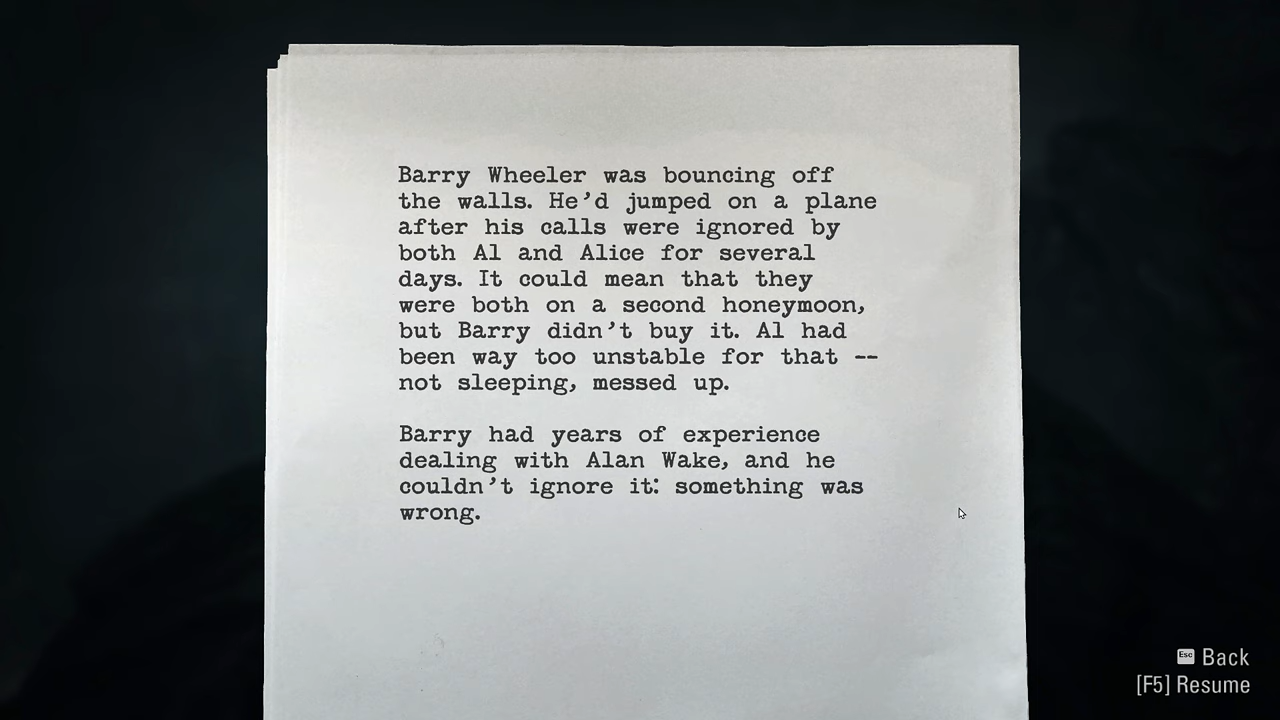 Barry Wheeler was bouncing off
the walls. He’d jumped on a plane
after his calls were ignored by
both Al and Alice for several
days. It could mean that they
were both on a second honeymoon,
but Barry didn’t buy it. Al had
been way too unstable for that --
not sleeping, messed up.
Barry had years of experience
dealing with Alan Wake, and he
couldn’t ignore it: something was
wrong.
Esc Back
[F5] Resume